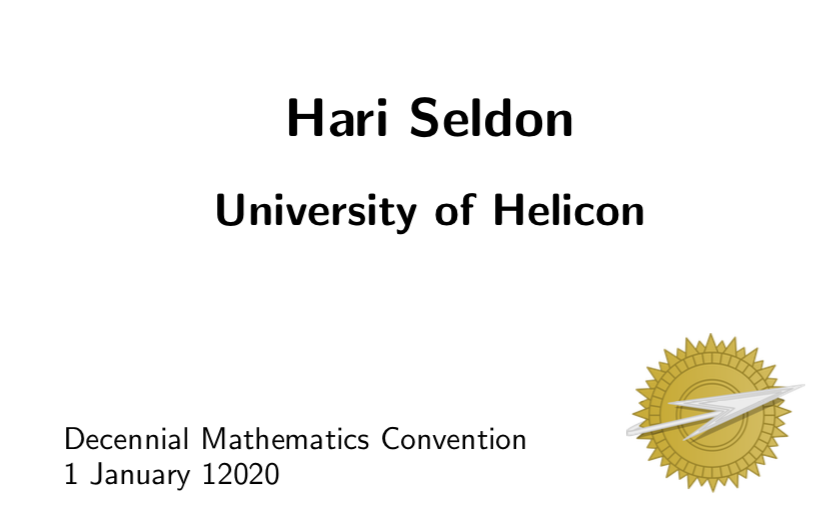 Hari Seldon
University of Helicon
Decennial Mathematics Convention
1 January 12020